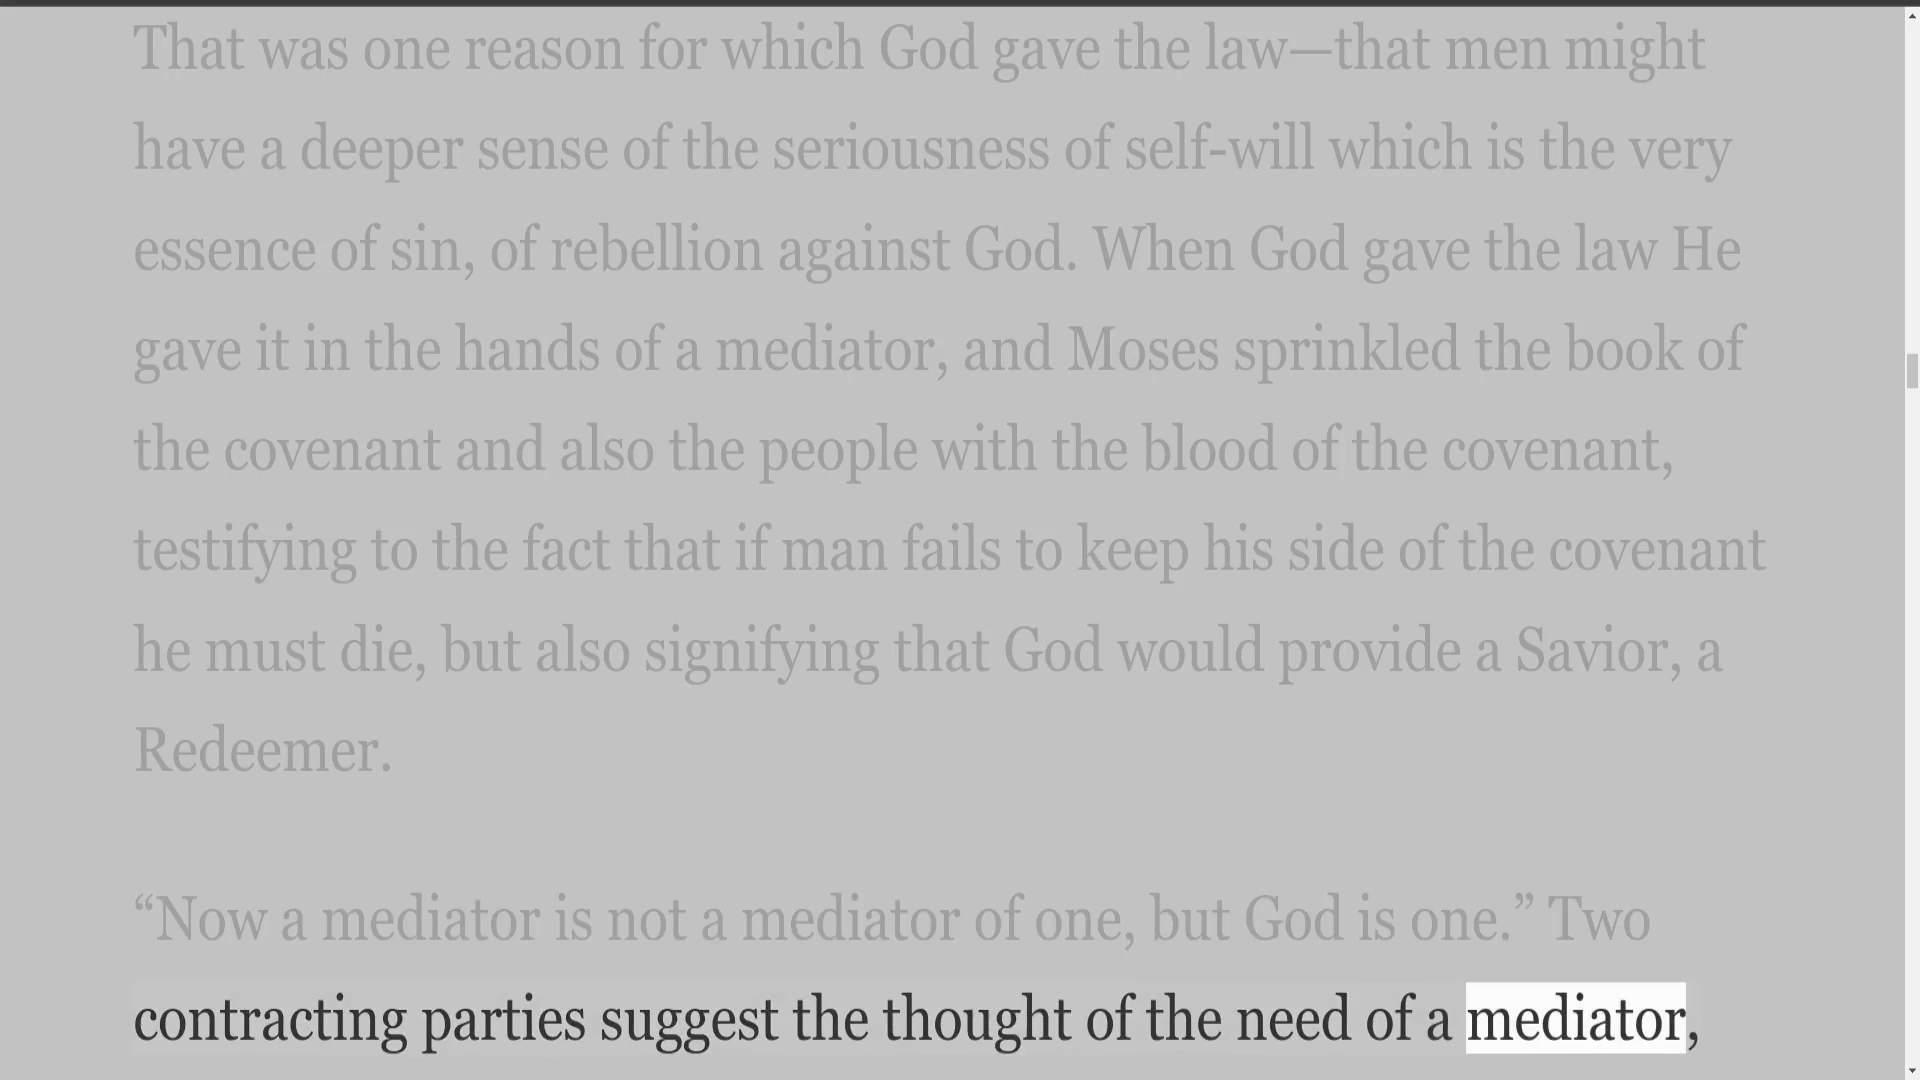 That was one reason for which God gave the law—that men might
have a deeper sense of the seriousness of self-will which is the very
essence of sin, of rebellion against God. When God gave the law He
gave it in the hands of a mediator, and Moses sprinkled the book of
the covenant and also the people with the blood of the covenant,
testifying to the fact that if man fails to keep his side of the covenant
he must die, but also signifying that God would provide a Savior, a
Redeemer.
“Now a mediator is not a mediator of one, but God is one.” Two
contracting parties suggest the thought of the need of a mediator,